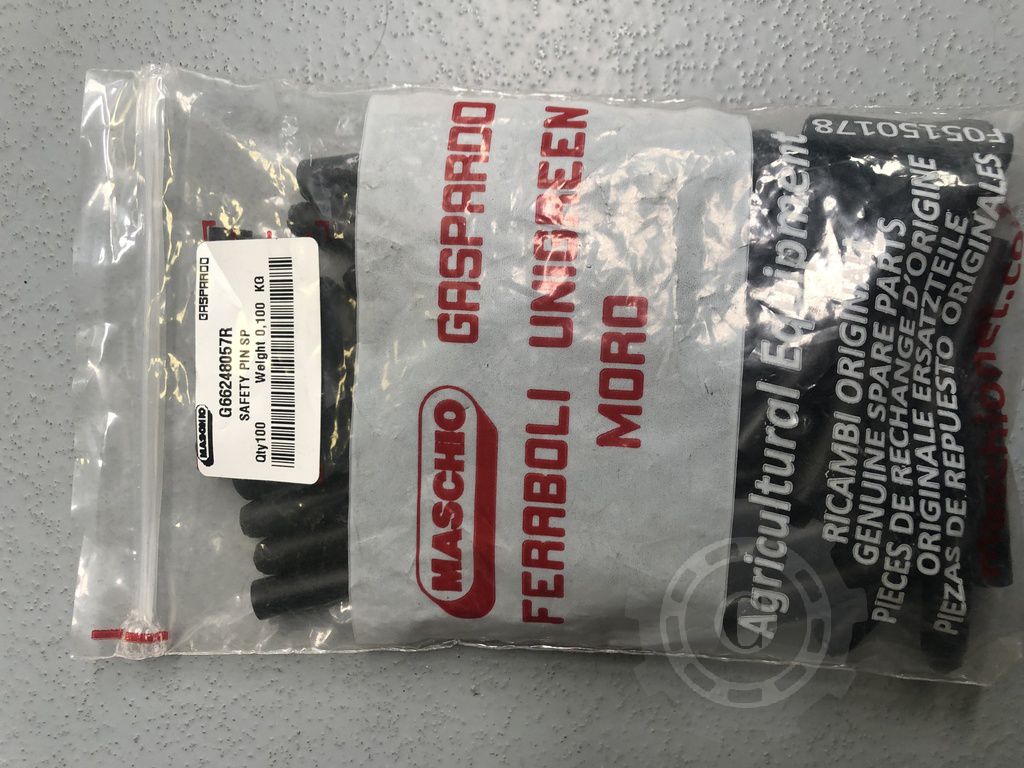 MASCHIO
GASPARDO
G66248057R
SAFETY PIN SP
Qty100 Weight 0,100 KG
MASCHIO GASPARDO
FERRABOLI UNIGREEN
MORO
Agricultural Equipment
RICAMBI ORIGINALI
GENUINE SPARE PARTS
PIECES DE RECHANGE D'ORIGINE
ORIGINALE ERSATZTEILE
PIEZAS DE REPUESTO ORIGINALES
F05150178